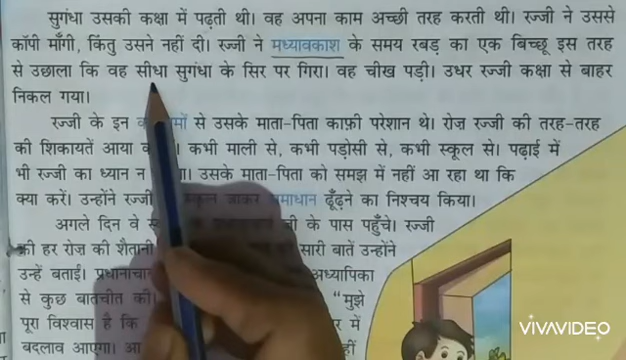 सुगंधा उसकी कक्षा में पढ़ती थी। वह अपना काम अच्छी तरह करती थी। रज्जी ने उससे
कॉपी माँगी, किंतु उसने नहीं दी। रज्जी ने मध्यावकाश के समय रबड़ का एक बिच्छू इस तरह
से उछाला कि वह सीधा सुगंधा के सिर पर गिरा। वह चीख पड़ी। उधर रज्जी कक्षा से बाहर
निकल गया।
रज्जी के इन से उसके माता-पिता काफ़ी परेशान थे। रोज़ रज्जी की तरह-तरह
की शिकायतें आया कभी माली से, कभी पड़ोसी से, कभी स्कूल से। पढ़ाई में
भी रज्जी का ध्यान न उसके माता-पिता को समझ में नहीं आ रहा था कि
क्या करें। उन्होंने रज्जी जाकर समाधान ढूँढ़ने का निश्चय किया।
अगले दिन वे के पास पहुँचे। रज्जी
की हर रोज़ की शैतानी सारी बातें उन्होंने
उन्हें बताईं। अध्यापिका
से कुछ बातचीत की। "मुझे
पूरा विश्वास है कि में
बदलाव आएगा।
VIVAVIDEO